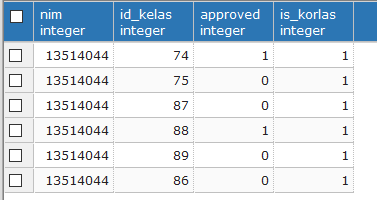 nim integer id_kelas integer approved integer is_korlas integer
13514044 74 1 1
13514044 75 0 1
13514044 87 0 1
13514044 88 1 1
13514044 89 0 1
13514044 86 0 1